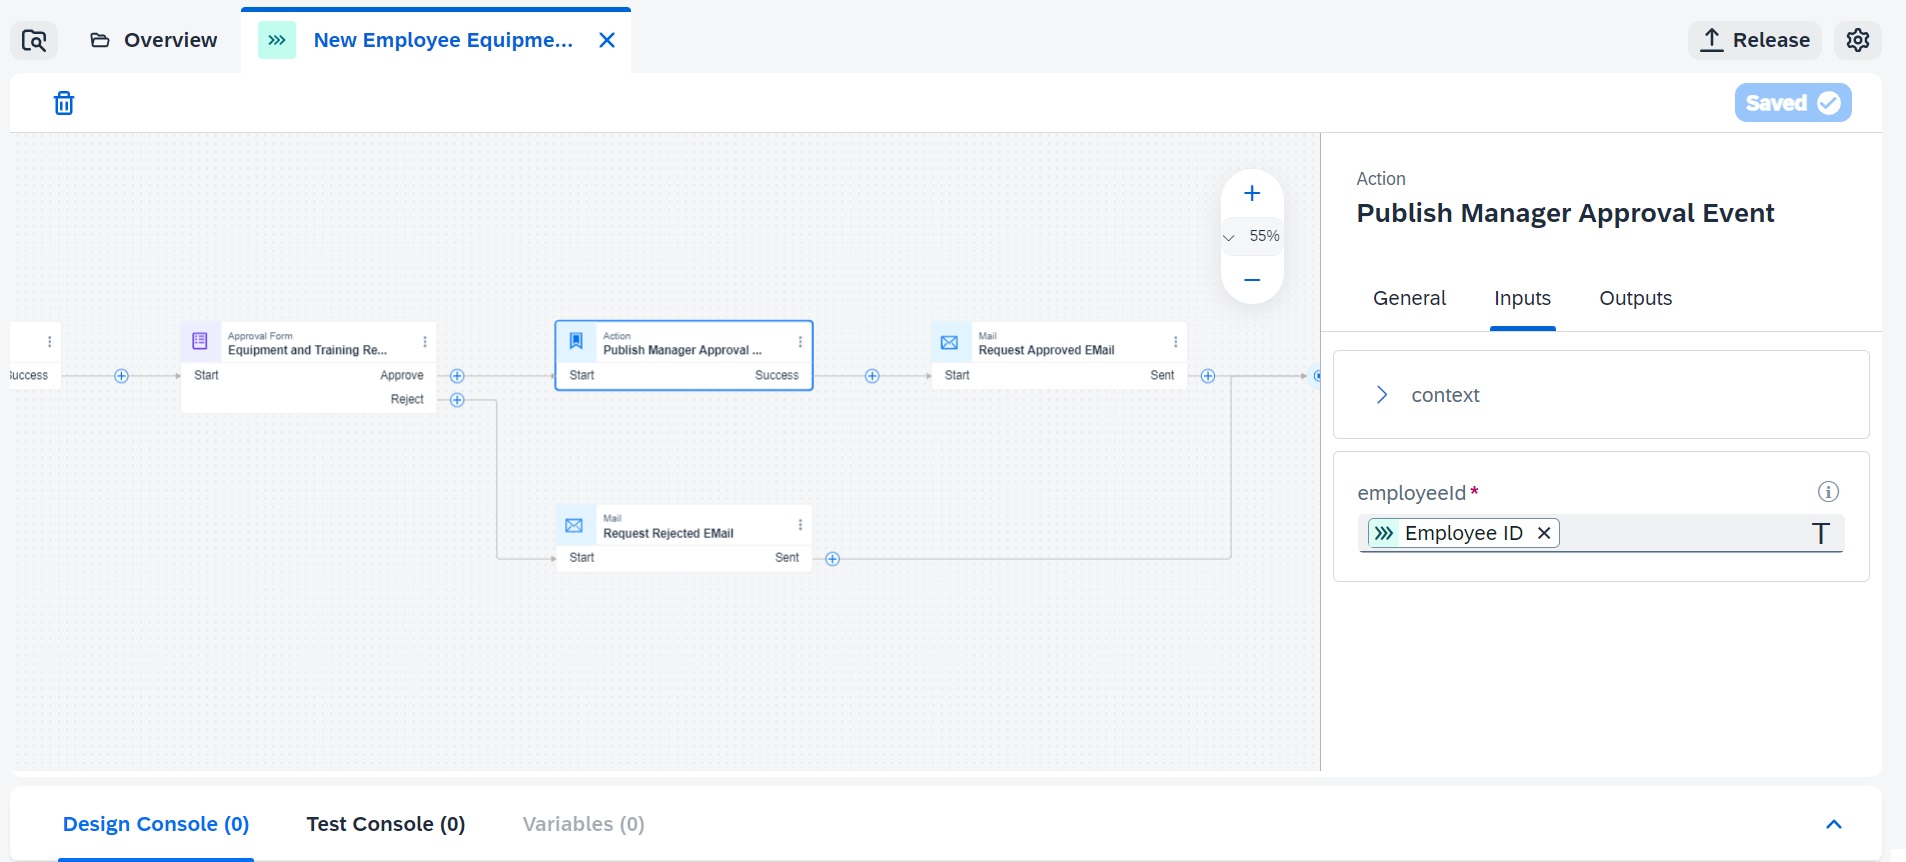 Overview
New Employee Equipme...
Release
Saved
55%
Success
Approval Form
Equipment and Training Re...
Start
Approve
Reject
Action
Publish Manager Approval ...
Start
Success
Mail
Request Approved EMail
Start
Sent
Mail
Request Rejected EMail
Start
Sent
Action
Publish Manager Approval Event
General
Inputs
Outputs
context
employeeId*
Employee ID
T
Design Console (0)
Test Console (0)
Variables (0)